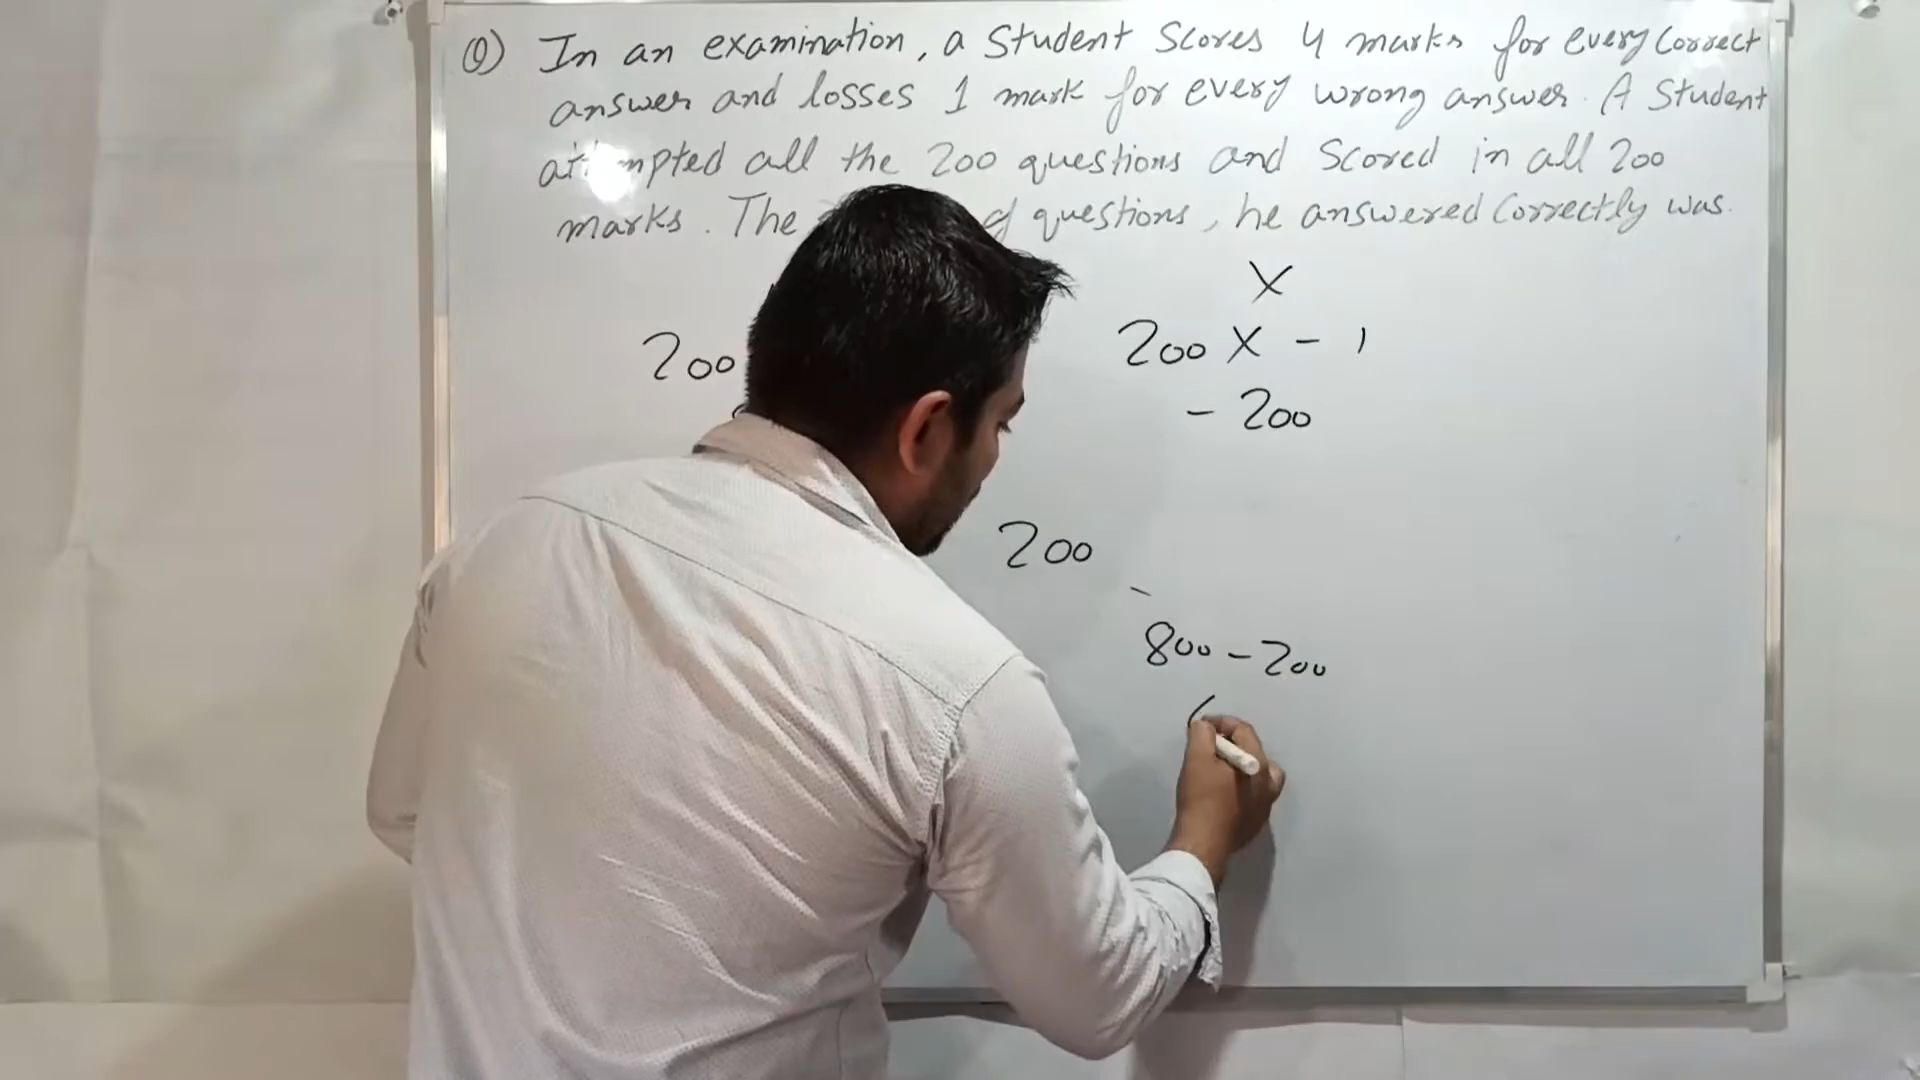 Q) In an examination, a Student Scores 4 marks for every Correct
answer and losses 1 mark for every wrong answer. A Student
attempted all the 200 questions and Scored in all 200
marks. The of questions, he answered Correctly was.
X
200 200 X - 1
- 200
200
800 - 200